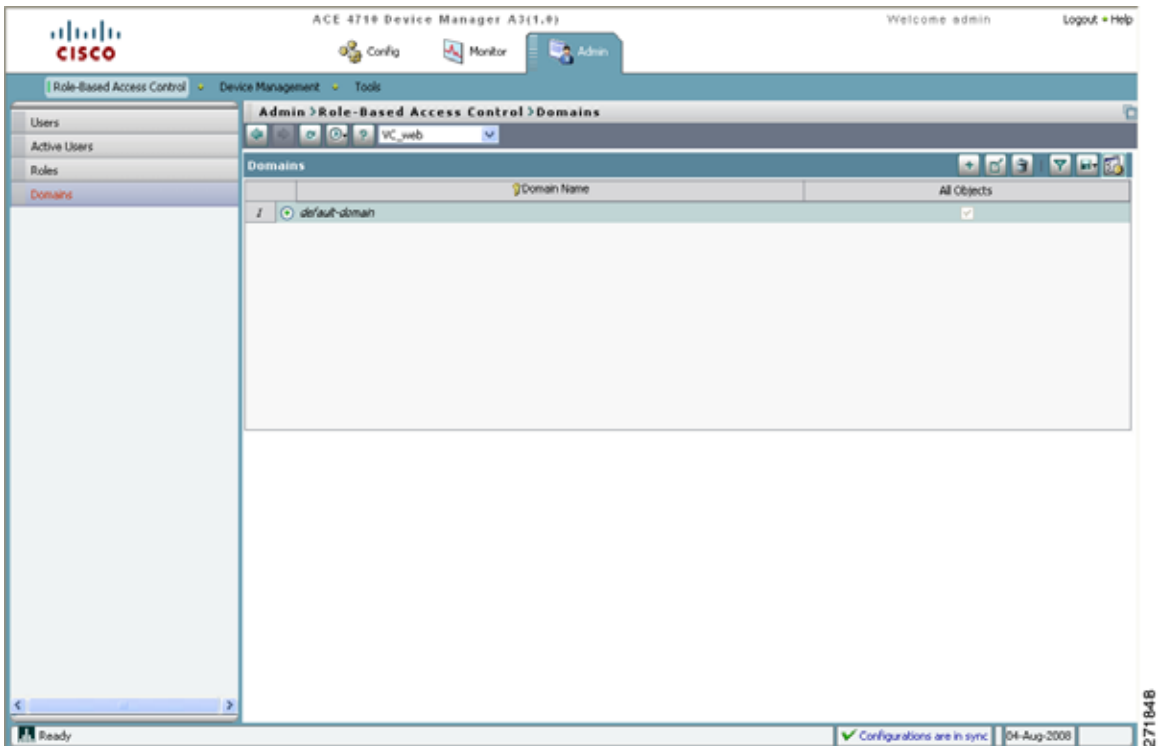 ACE 4710 Device Manager A3(1.0)
Welcome admin
Logout • Help
CISCO
Config
Monitor
Admin
Role-Based Access Control
Device Management
Tools
Users
Active Users
Roles
Domains
Admin > Role-Based Access Control > Domains
? VC_web
Domains
Domain Name
All Objects
1
default-domain
Ready
Configurations are in sync
04-Aug-2008
271848